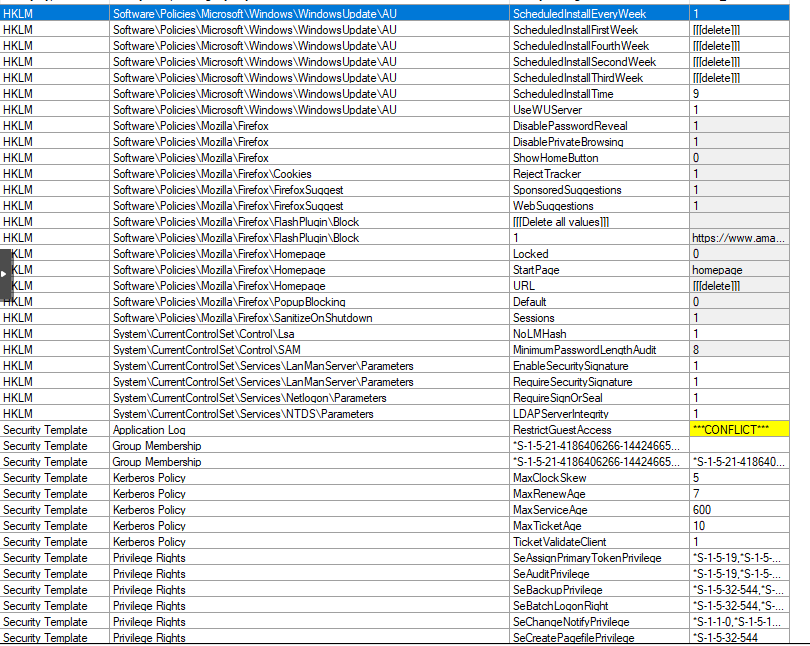 HKLM Software\Policies\Microsoft\Windows\WindowsUpdate\AU ScheduledInstallEveryWeek 1
HKLM Software\Policies\Microsoft\Windows\WindowsUpdate\AU ScheduledInstallFirstWeek [[[delete]]]
HKLM Software\Policies\Microsoft\Windows\WindowsUpdate\AU ScheduledInstallFourthWeek [[[delete]]]
HKLM Software\Policies\Microsoft\Windows\WindowsUpdate\AU ScheduledInstallSecondWeek [[[delete]]]
HKLM Software\Policies\Microsoft\Windows\WindowsUpdate\AU ScheduledInstallThirdWeek [[[delete]]]
HKLM Software\Policies\Microsoft\Windows\WindowsUpdate\AU ScheduledInstallTime 9
HKLM Software\Policies\Microsoft\Windows\WindowsUpdate\AU UseWUServer 1
HKLM Software\Policies\Mozilla\Firefox DisablePasswordReveal 1
HKLM Software\Policies\Mozilla\Firefox DisablePrivateBrowsing 1
HKLM Software\Policies\Mozilla\Firefox ShowHomeButton 0
HKLM Software\Policies\Mozilla\Firefox\Cookies RejectTracker 1
HKLM Software\Policies\Mozilla\Firefox\FirefoxSuggest SponsoredSuggestions 1
HKLM Software\Policies\Mozilla\Firefox\FirefoxSuggest WebSuggestions 1
HKLM Software\Policies\Mozilla\Firefox\FlashPlugin\Block [[[Delete all values]]]
HKLM Software\Policies\Mozilla\Firefox\FlashPlugin\Block 1 https://www.ama...
KLM Software\Policies\Mozilla\Firefox\Homepage Locked 0
KLM Software\Policies\Mozilla\Firefox\Homepage StartPage homepage
KLM Software\Policies\Mozilla\Firefox\Homepage URL [[[delete]]]
HKLM Software\Policies\Mozilla\Firefox\PopupBlocking Default 0
HKLM Software\Policies\Mozilla\Firefox\SanitizeOnShutdown Sessions 1
HKLM System\CurrentControlSet\Control\Lsa NoLMHash 1
HKLM System\CurrentControlSet\Control\SAM MinimumPasswordLengthAudit 8
HKLM System\CurrentControlSet\Services\LanManServer\Parameters EnableSecuritySignature 1
HKLM System\CurrentControlSet\Services\LanManServer\Parameters RequireSecuritySignature 1
HKLM System\CurrentControlSet\Services\Netlogon\Parameters RequireSignOrSeal 1
HKLM System\CurrentControlSet\Services\NTDS\Parameters LDAPServerIntegrity 1
Security Template Application Log RestrictGuestAccess ***CONFLICT***
Security Template Group Membership *S-1-5-21-4186406266-14424665...
Security Template Group Membership *S-1-5-21-4186406266-14424665... *S-1-5-21-418640...
Security Template Kerberos Policy MaxClockSkew 5
Security Template Kerberos Policy MaxRenewAge 7
Security Template Kerberos Policy MaxServiceAge 600
Security Template Kerberos Policy MaxTicketAge 10
Security Template Kerberos Policy TicketValidateClient 1
Security Template Privilege Rights SeAssignPrimaryTokenPrivilege *S-1-5-19,*S-1-5-...
Security Template Privilege Rights SeAuditPrivilege *S-1-5-19,*S-1-5-...
Security Template Privilege Rights SeBackupPrivilege *S-1-5-32-544,*S-...
Security Template Privilege Rights SeBatchLogonRight *S-1-5-32-544,*S-...
Security Template Privilege Rights SeChangeNotifyPrivilege *S-1-1-0,*S-1-5-1...
Security Template Privilege Rights SeCreatePagefilePrivilege *S-1-5-32-544